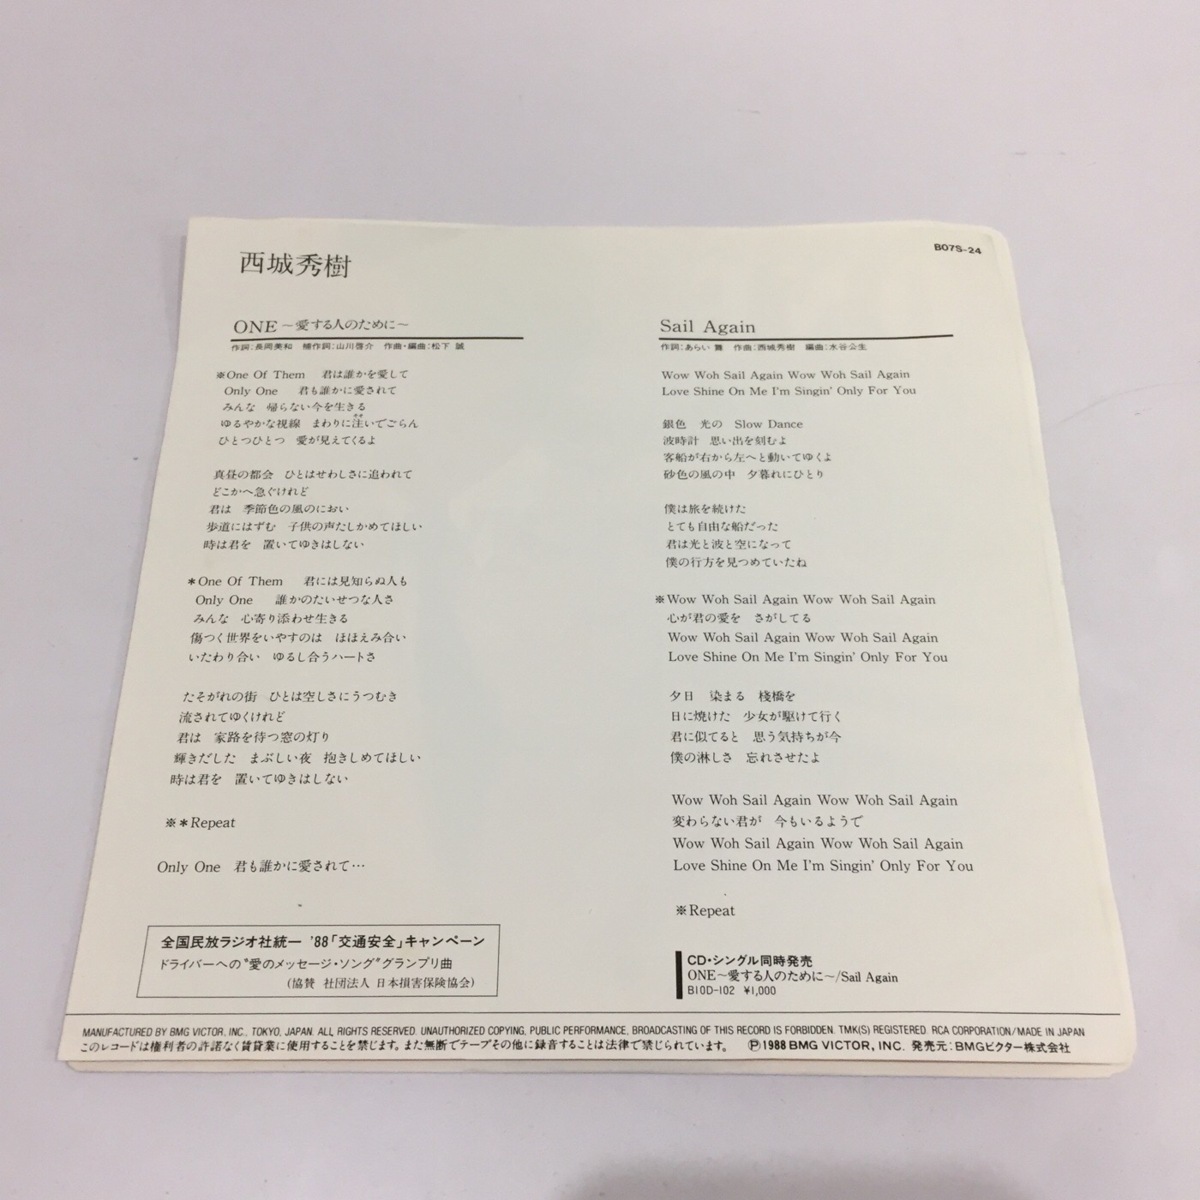 B07S-24
西城秀樹
ONE ～愛する人のために～
作詞:長岡美和　補作詞:山川啓介　作曲・編曲:松下 誠
※One Of Them　君は誰かを愛して
Only One　君も誰かに愛されて
みんな　帰らない今を生きる
ゆるやかな視線　まわりに注いでごらん
ひとつひとつ　愛が見えてくるよ
真昼の都会　ひとはせわしさに追われて
どこかへ急ぐけれど
君は　季節色の風のにおい
歩道にはずむ　子供の声たしかめてほしい
時は君を　置いてゆきはしない
＊One Of Them　君には見知らぬ人も
Only One　誰かのたいせつな人さ
みんな　心寄り添わせ生きる
傷つく世界をいやすのは　ほほえみ合い
いたわり合い　ゆるし合うハートさ
たそがれの街　ひとは空しさにうつむき
流されてゆくけれど
君は　家路を待つ窓の灯り
輝きだした　まぶしい夜　抱きしめてほしい
時は君を　置いてゆきはしない
※＊Repeat
Only One　君も誰かに愛されて…
全国民放ラジオ社統一 '88「交通安全」キャンペーン
ドライバーへの“愛のメッセージ・ソング”グランプリ曲
(協賛 社団法人 日本損害保険協会)
Sail Again
作詞:あらい 舞　作曲:西城秀樹　編曲:水谷公生
Wow Woh Sail Again Wow Woh Sail Again
Love Shine On Me I'm Singin' Only For You
銀色　光の　Slow Dance
波時計　思い出を刻むよ
客船が右から左へと動いてゆくよ
砂色の風の中　夕暮れにひとり
僕は旅を続けた
とても自由な船だった
君は光と波と空になって
僕の行方を見つめていたね
※Wow Woh Sail Again Wow Woh Sail Again
心が君の愛を　さがしてる
Wow Woh Sail Again Wow Woh Sail Again
Love Shine On Me I'm Singin' Only For You
夕日　染まる　棧橋を
日に焼けた　少女が駆けて行く
君に似てると　思う気持ちが今
僕の淋しさ　忘れさせたよ
Wow Woh Sail Again Wow Woh Sail Again
変わらない君が　今もいるようで
Wow Woh Sail Again Wow Woh Sail Again
Love Shine On Me I'm Singin' Only For You
※Repeat
CD・シングル同時発売
ONE～愛する人のために～/Sail Again
B10D-102 ¥1,000
MANUFACTURED BY BMG VICTOR, INC., TOKYO, JAPAN. ALL RIGHTS RESERVED. UNAUTHORIZED COPYING, PUBLIC PERFORMANCE, BROADCASTING OF THIS RECORD IS FORBIDDEN. TMK(S) REGISTERED. RCA CORPORATION/MADE IN JAPAN
このレコードは権利者の許諾なく賃貸業に使用することを禁じます。また無断でテープその他に録音することは法律で禁じられています。 Ⓟ1988 BMG VICTOR, INC. 発売元:BMGビクター株式会社